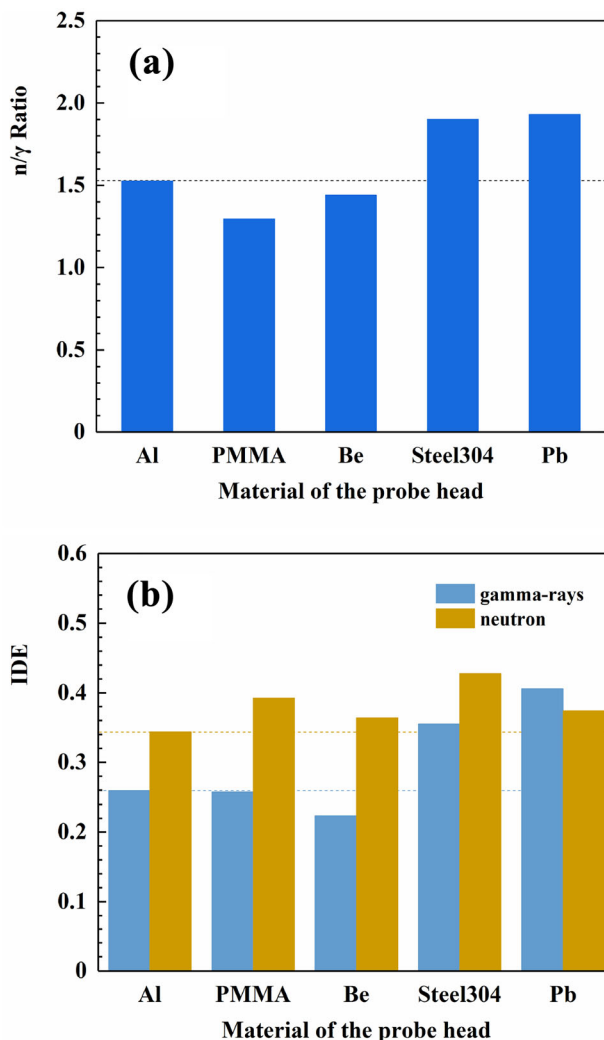 (a)
n/γ Ratio
2.5
2.0
1.5
1.0
0.5
0
Al PMMA Be Steel304 Pb
Material of the probe head
(b)
gamma-rays
neutron
IDE
0.6
0.5
0.4
0.3
0.2
0.1
0
Al PMMA Be Steel304 Pb
Material of the probe head